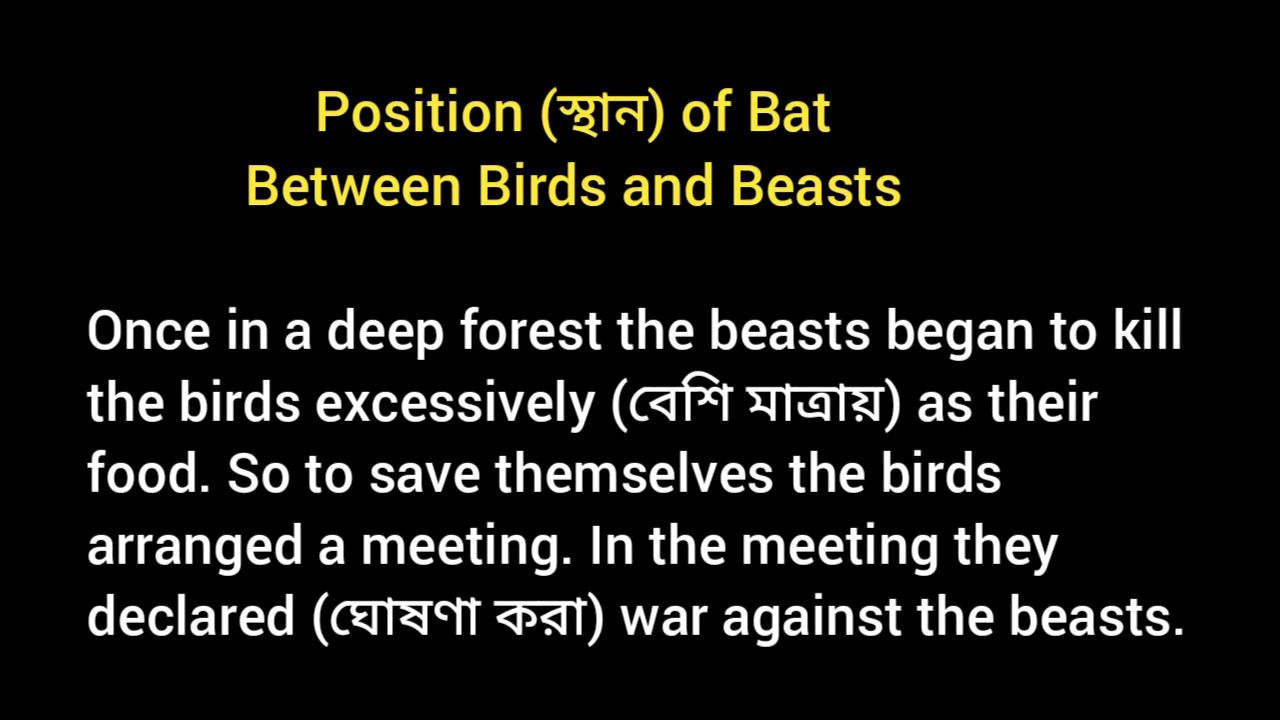 Position (স্থান) of Bat
Between Birds and Beasts
Once in a deep forest the beasts began to kill
the birds excessively (বেশি মাত্রায়) as their
food. So to save themselves the birds
arranged a meeting. In the meeting they
declared (ঘোষণা করা) war against the beasts.